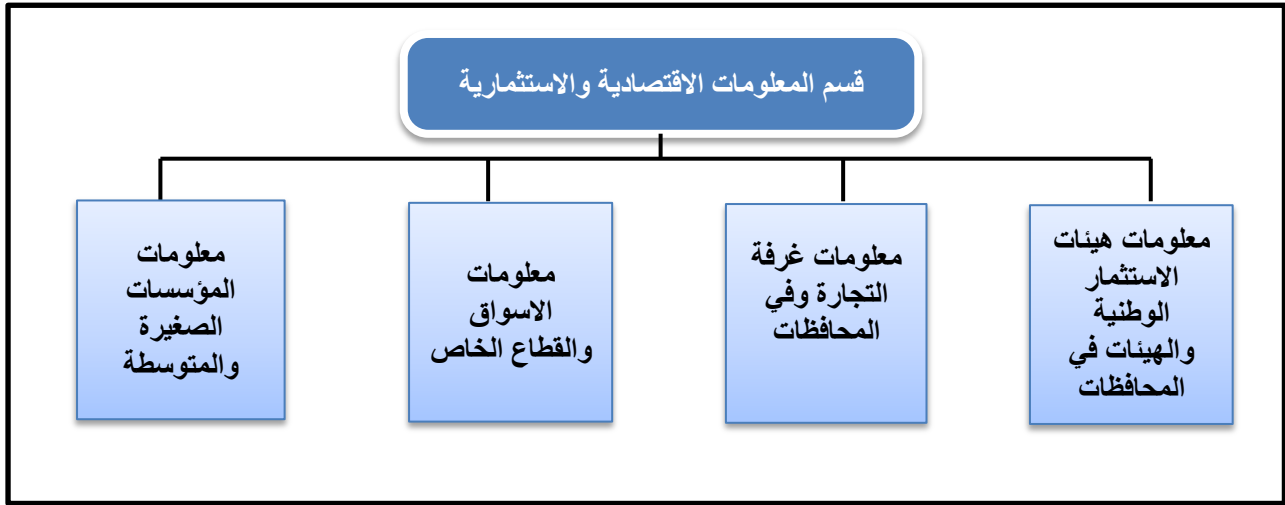 قسم المعلومات الاقتصادية والاستثمارية
معلومات هيئات
الاستثمار
الوطنية
والهيئات في
المحافظات
معلومات غرفة
التجارة وفي
المحافظات
معلومات
الاسواق
والقطاع الخاص
معلومات
المؤسسات
الصغيرة
والمتوسطة